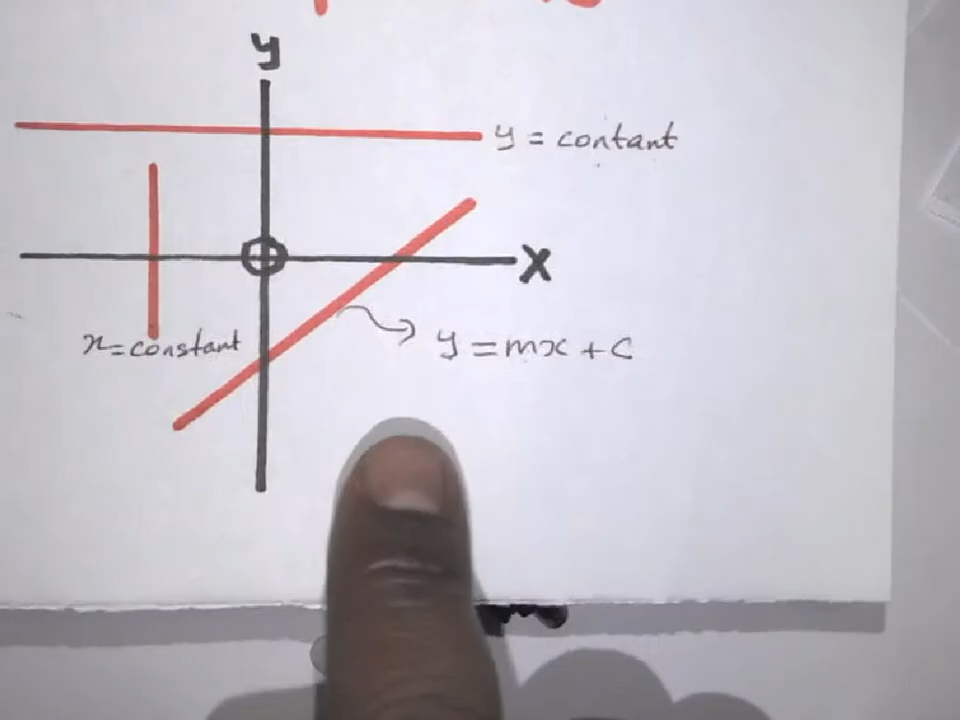 y
y = contant
X
x = constant
y = mx + c